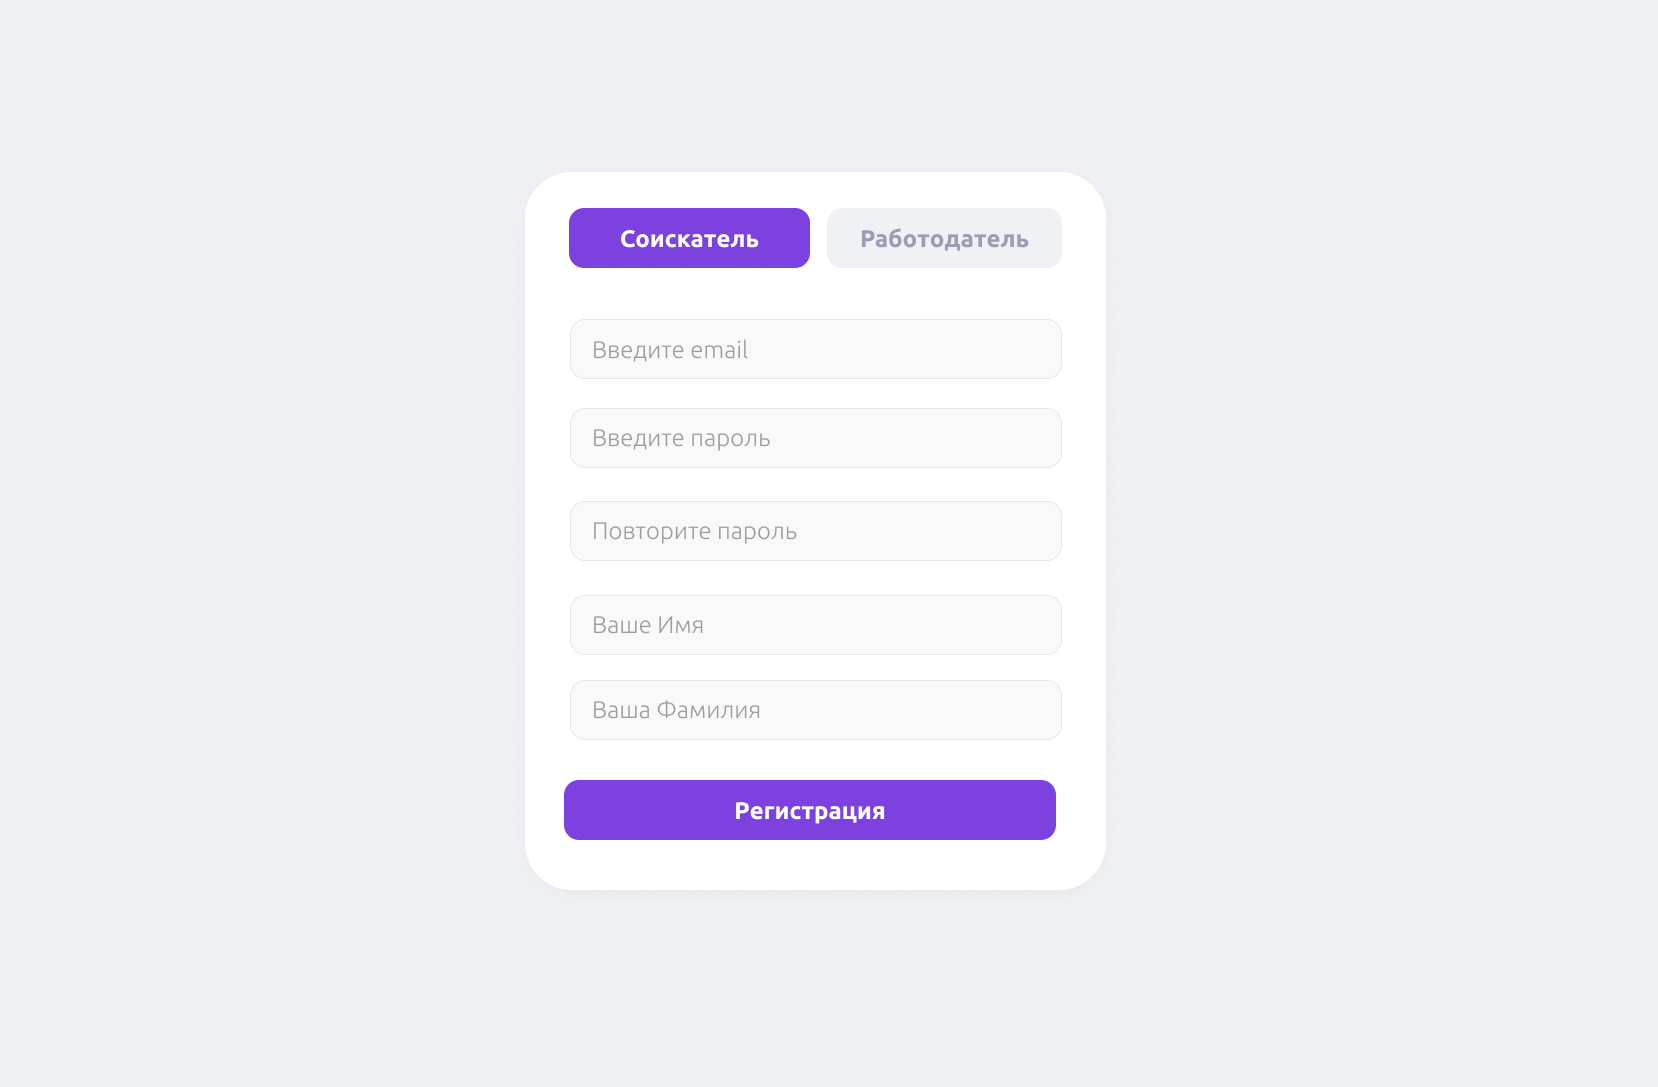 Соискатель
Работодатель
Введите email
Введите пароль
Повторите пароль
Ваше Имя
Ваша Фамилия
Регистрация